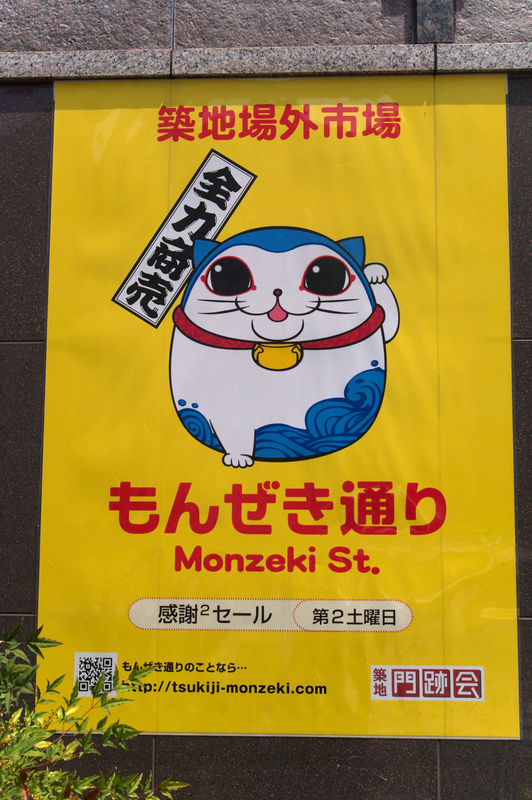 築地場外市場
全力商売
もんぜき通り
Monzeki St.
感謝²セール 第2土曜日
もんぜき通りのことなら…
http://tsukiji-monzeki.com
築地 門跡会